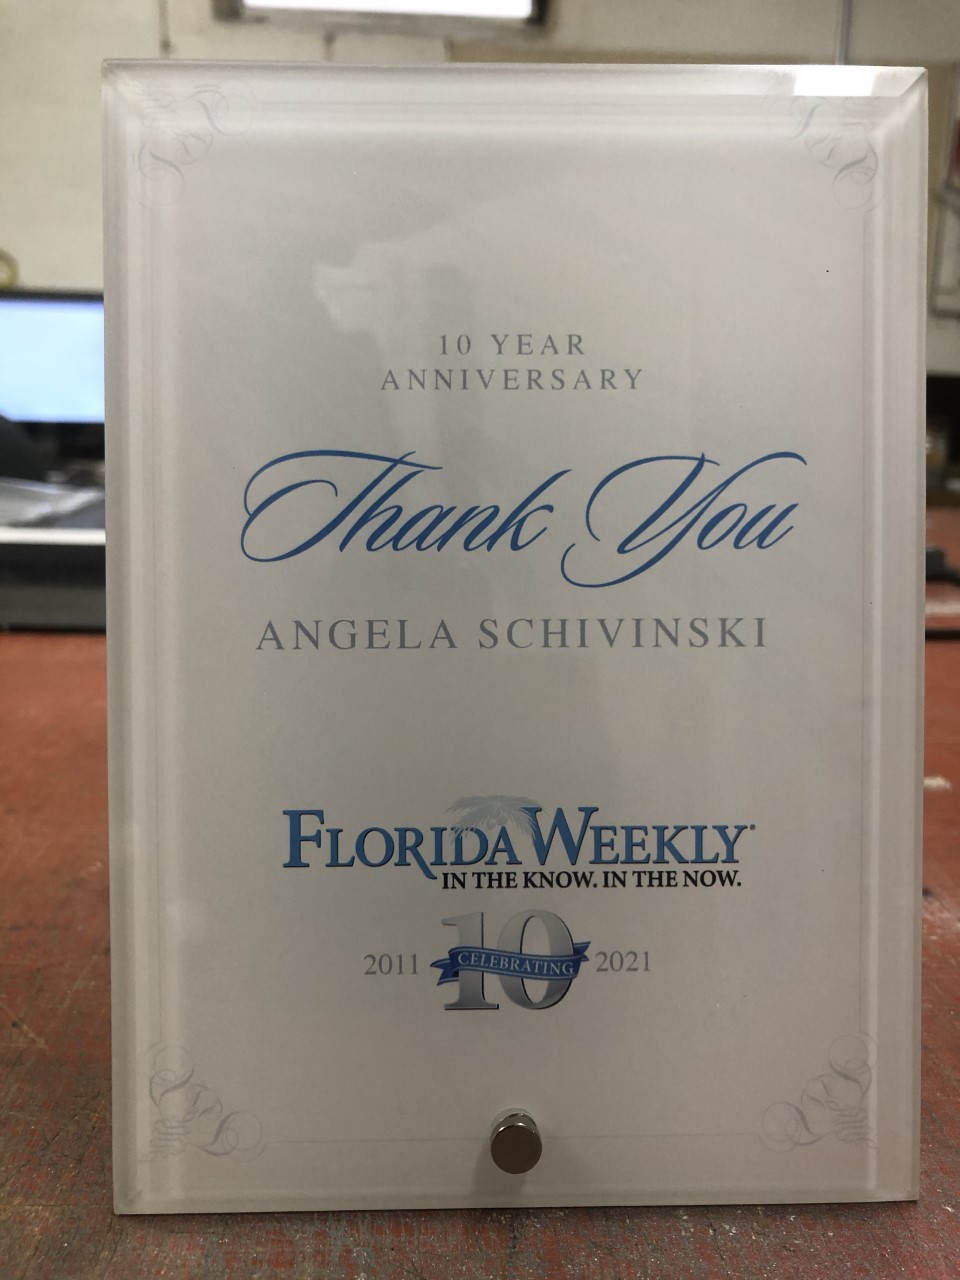 10 YEAR
ANNIVERSARY
Thank You
ANGELA SCHIVINSKI
FLORIDA WEEKLY®
IN THE KNOW. IN THE NOW.
2011 10 CELEBRATING 2021